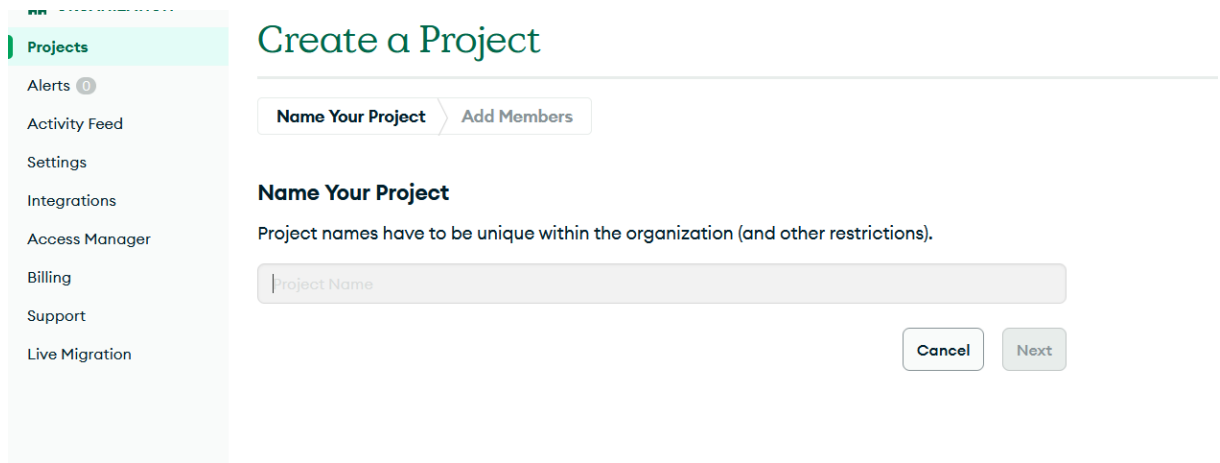 Projects
Alerts 0
Activity Feed
Settings
Integrations
Access Manager
Billing
Support
Live Migration
Create a Project
Name Your Project
Add Members
Name Your Project
Project names have to be unique within the organization (and other restrictions).
Project Name
Cancel
Next